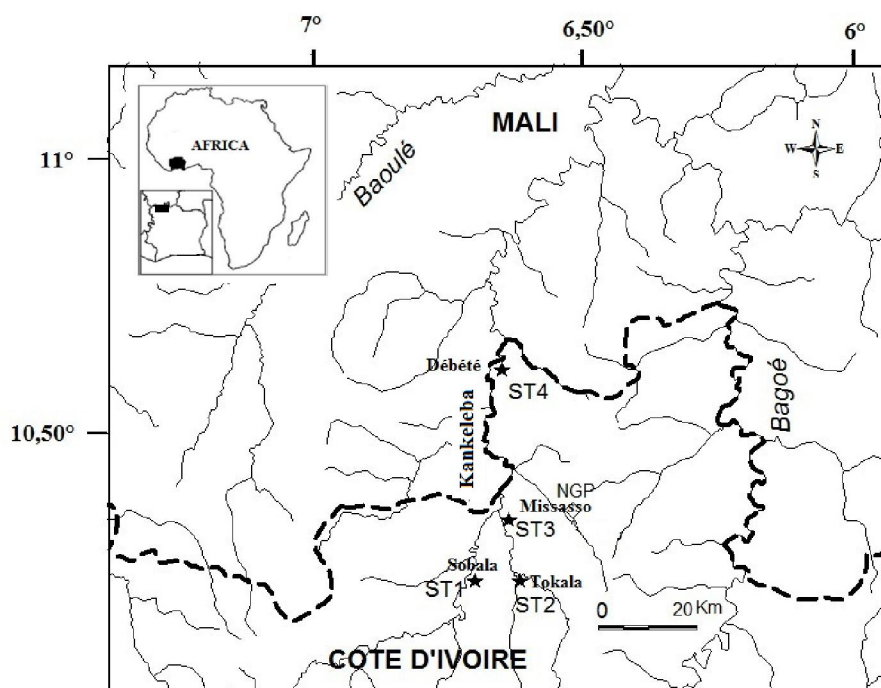 7°
6,50°
6°
11°
10,50°
MALI
N
W E
S
AFRICA
Baoulé
Débété
ST4
Kankeleba
Bagoé
NGP
Missasso
ST3
Sobala
ST1
Tokala
ST2
0 20 Km
COTE D'IVOIRE